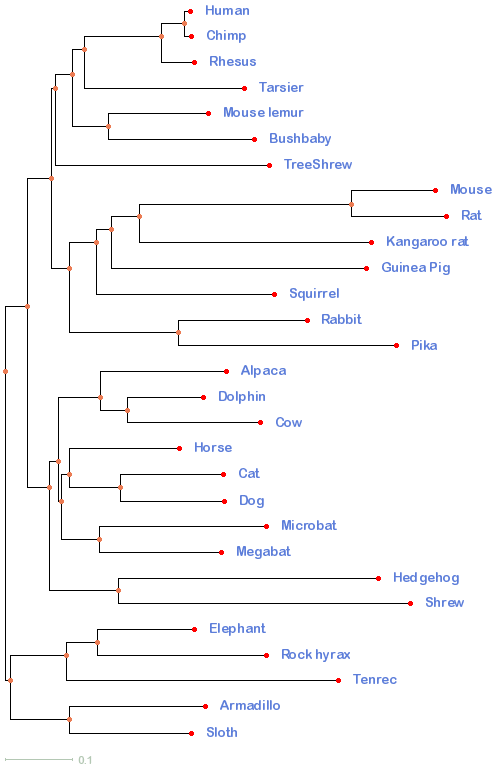 Human
Chimp
Rhesus
Tarsier
Mouse lemur
Bushbaby
TreeShrew
Mouse
Rat
Kangaroo rat
Guinea Pig
Squirrel
Rabbit
Pika
Alpaca
Dolphin
Cow
Horse
Cat
Dog
Microbat
Megabat
Hedgehog
Shrew
Elephant
Rock hyrax
Tenrec
Armadillo
Sloth
0.1